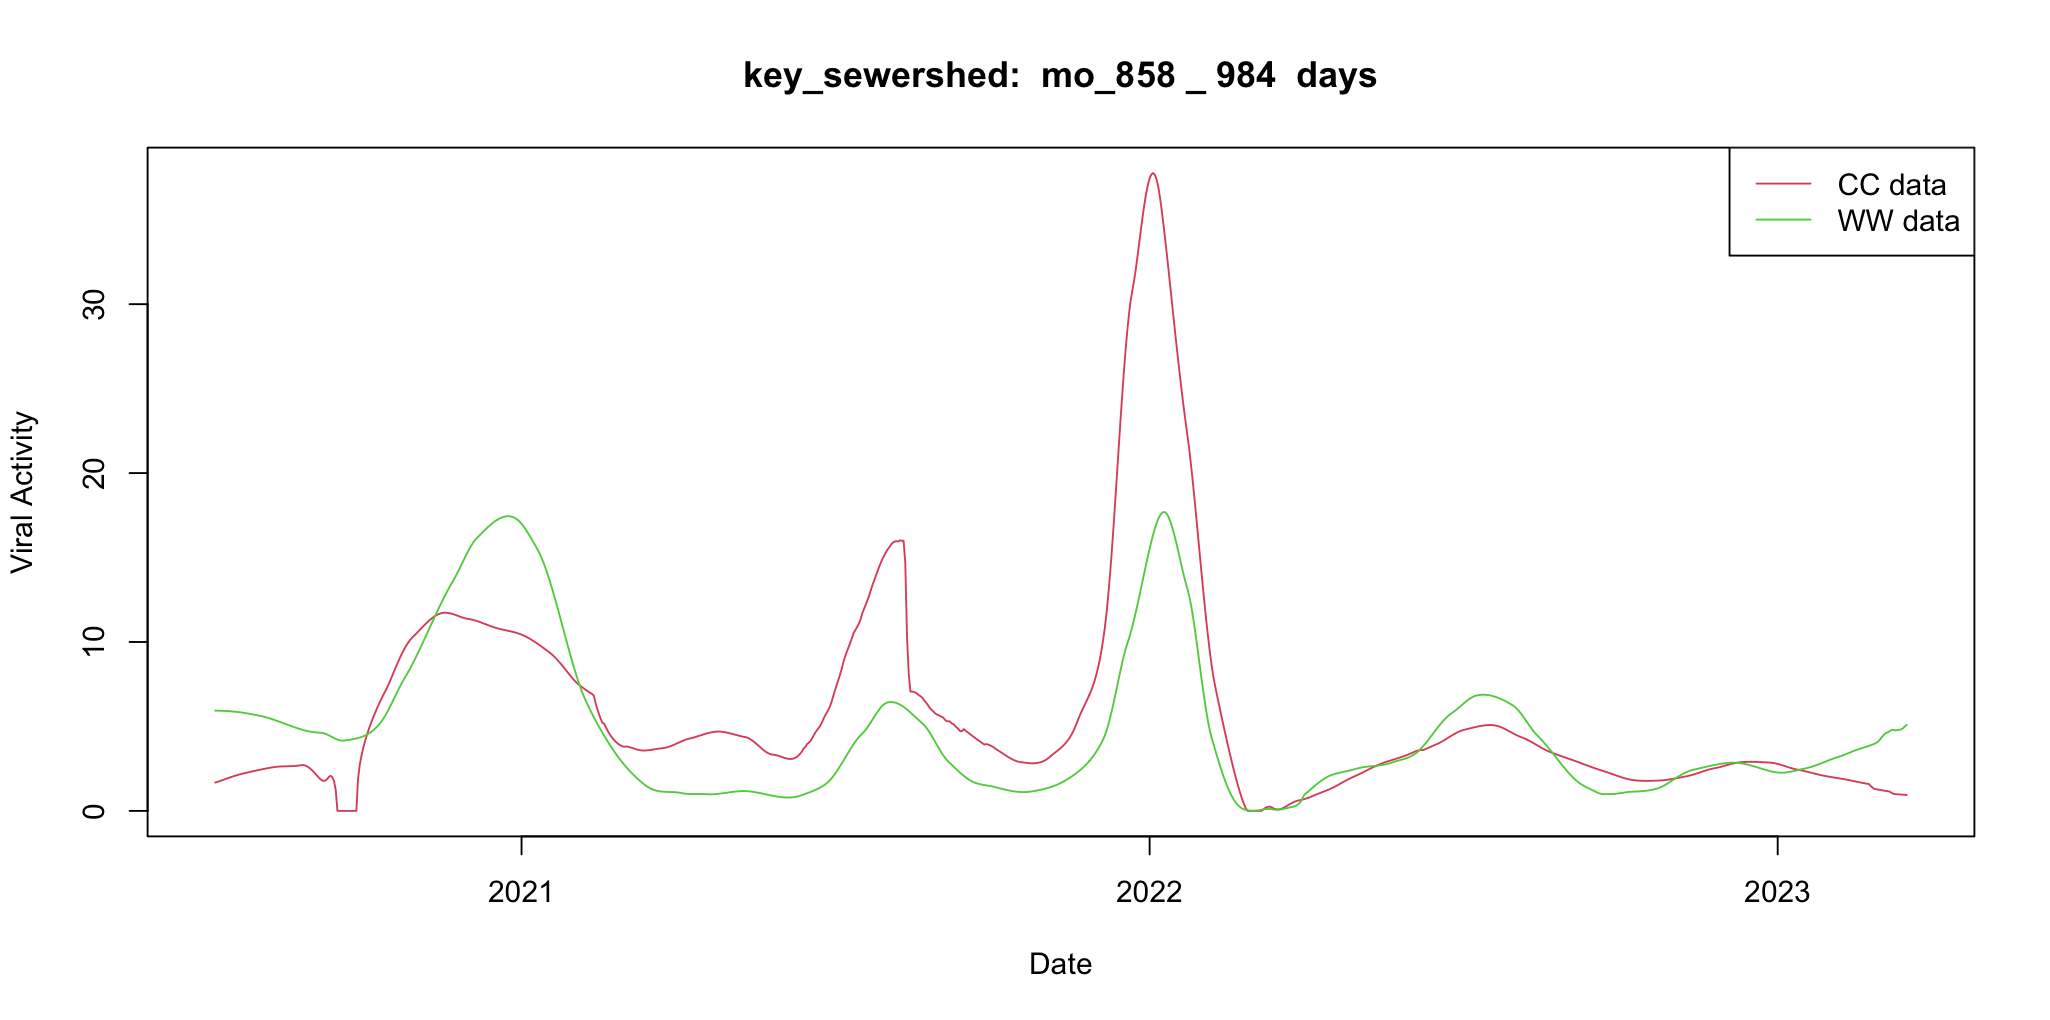 key_sewershed:  mo_858 _ 984  days
CC data
WW data
Viral Activity
30
20
10
0
2021
2022
2023
Date